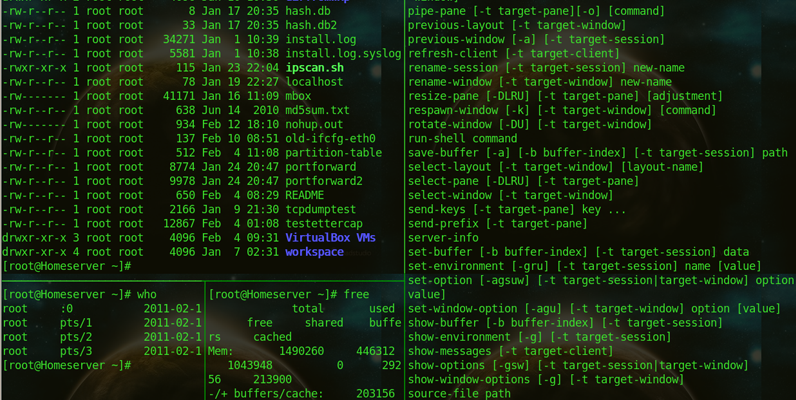 -rw-r--r-- 1 root root 8 Jan 17 20:35 hash.db
-rw-r--r-- 1 root root 33 Jan 17 20:35 hash.db2
-rw-r--r-- 1 root root 34271 Jan 1 10:39 install.log
-rw-r--r-- 1 root root 5581 Jan 1 10:38 install.log.syslog
-rwxr-xr-x 1 root root 115 Jan 23 22:04 ipscan.sh
-rw-r--r-- 1 root root 78 Jan 19 22:27 localhost
-rw------- 1 root root 41171 Jan 16 11:09 mbox
-rw-r--r-- 1 root root 638 Jun 14 2010 md5sum.txt
-rw------- 1 root root 934 Feb 12 18:10 nohup.out
-rw-r--r-- 1 root root 137 Feb 10 08:51 old-ifcfg-eth0
-rw-r--r-- 1 root root 512 Feb 4 11:08 partition-table
-rw-r--r-- 1 root root 8774 Jan 24 20:47 portforward
-rw-r--r-- 1 root root 9978 Jan 24 20:47 portforward2
-rw-r--r-- 1 root root 650 Feb 4 08:29 README
-rw-r--r-- 1 root root 2166 Jan 9 21:30 tcpdumptest
-rw-r--r-- 1 root root 12867 Feb 4 01:08 testettercap
drwxr-xr-x 3 root root 4096 Feb 4 09:31 VirtualBox VMs
drwxr-xr-x 4 root root 4096 Jan 7 02:31 workspace
[root@Homeserver ~]#
[root@Homeserver ~]# who
root :0 2011-02-1
root pts/1 2011-02-1
root pts/2 2011-02-1
root pts/3 2011-02-1
[root@Homeserver ~]#
[root@Homeserver ~]# free
total used
free shared buffe
rs cached
Mem: 1490260 446312
1043948 0 292
56 213900
-/+ buffers/cache: 203156
pipe-pane [-t target-pane][-o] [command]
previous-layout [-t target-window]
previous-window [-a] [-t target-session]
refresh-client [-t target-client]
rename-session [-t target-session] new-name
rename-window [-t target-window] new-name
resize-pane [-DLRU] [-t target-pane] [adjustment]
respawn-window [-k] [-t target-window] [command]
rotate-window [-DU] [-t target-window]
run-shell command
save-buffer [-a] [-b buffer-index] [-t target-session] path
select-layout [-t target-window] [layout-name]
select-pane [-DLRU] [-t target-pane]
select-window [-t target-window]
send-keys [-t target-pane] key ...
send-prefix [-t target-pane]
server-info
set-buffer [-b buffer-index] [-t target-session] data
set-environment [-gru] [-t target-session] name [value]
set-option [-agsuw] [-t target-session|target-window] option
value]
set-window-option [-agu] [-t target-window] option [value]
show-buffer [-b buffer-index] [-t target-session]
show-environment [-g] [-t target-session]
show-messages [-t target-client]
show-options [-gsw] [-t target-session|target-window]
show-window-options [-g] [-t target-window]
source-file path